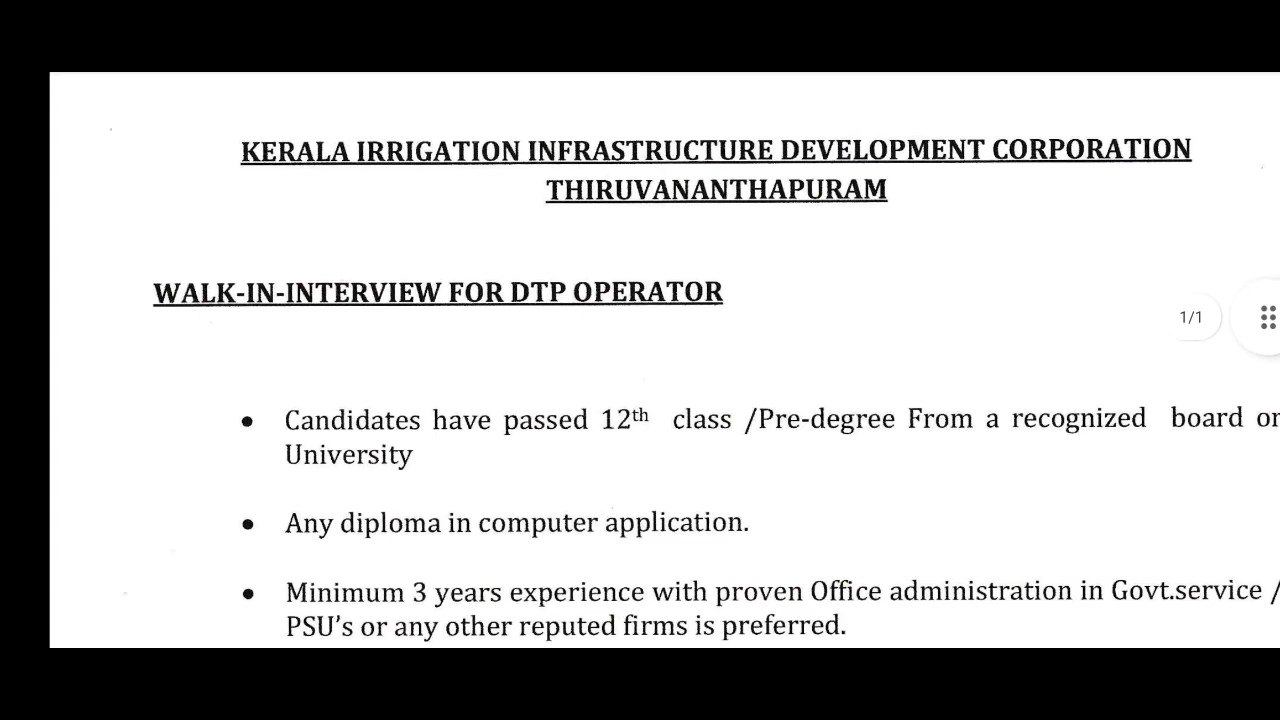 KERALA IRRIGATION INFRASTRUCTURE DEVELOPMENT CORPORATION
THIRUVANANTHAPURAM
WALK-IN-INTERVIEW FOR DTP OPERATOR
1/1
• Candidates have passed 12th class /Pre-degree From a recognized board or
University
• Any diploma in computer application.
• Minimum 3 years experience with proven Office administration in Govt.service /
PSU's or any other reputed firms is preferred.